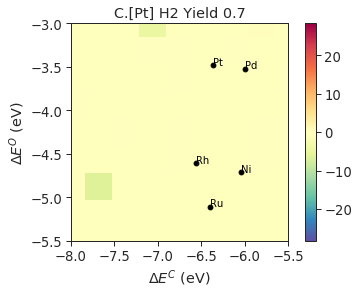 C.[Pt] H2 Yield 0.7
−3.0
−3.5
−4.0
−4.5
−5.0
−5.5
ΔE^O (eV)
Pt
Pd
Rh
Ni
Ru
−8.0 −7.5 −7.0 −6.5 −6.0 −5.5
ΔE^C (eV)
20
10
0
−10
−20